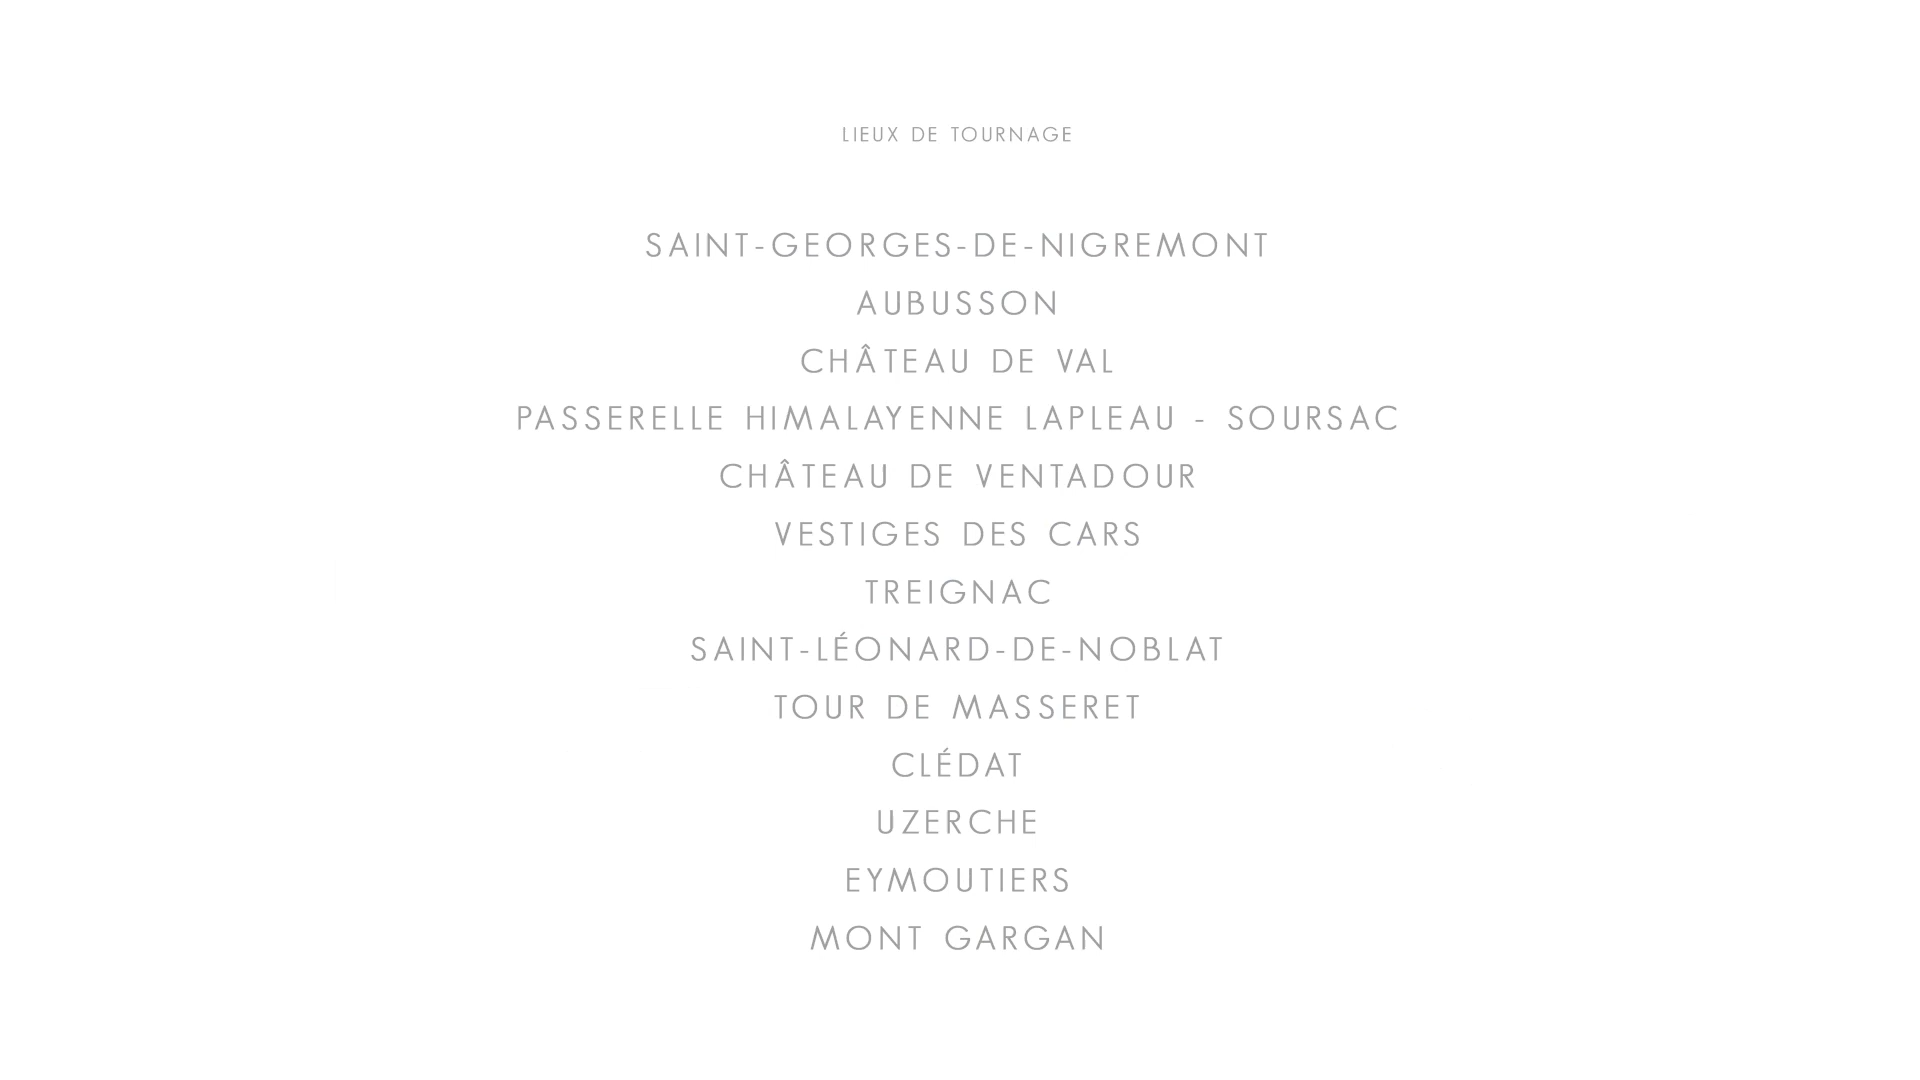 LIEUX DE TOURNAGE
SAINT-GEORGES-DE-NIGREMONT
AUBUSSON
CHÂTEAU DE VAL
PASSERELLE HIMALAYENNE LAPLEAU - SOURSAC
CHÂTEAU DE VENTADOUR
VESTIGES DES CARS
TREIGNAC
SAINT-LÉONARD-DE-NOBLAT
TOUR DE MASSERET
CLÉDAT
UZERCHE
EYMOUTIERS
MONT GARGAN